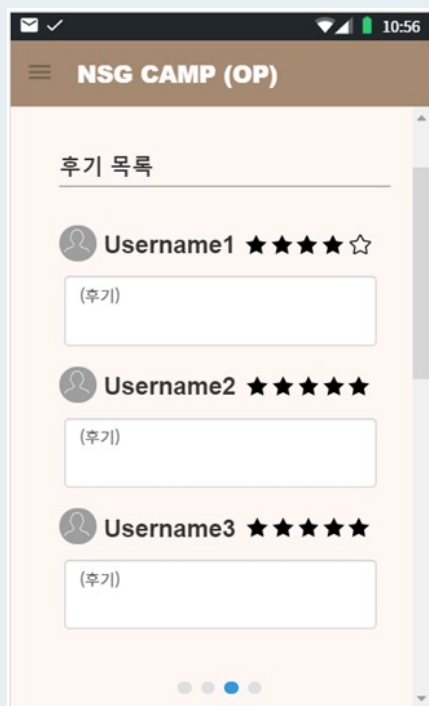 10:56
NSG CAMP (OP)
후기 목록
Username1 ★★★★☆
(후기)
Username2 ★★★★★
(후기)
Username3 ★★★★★
(후기)